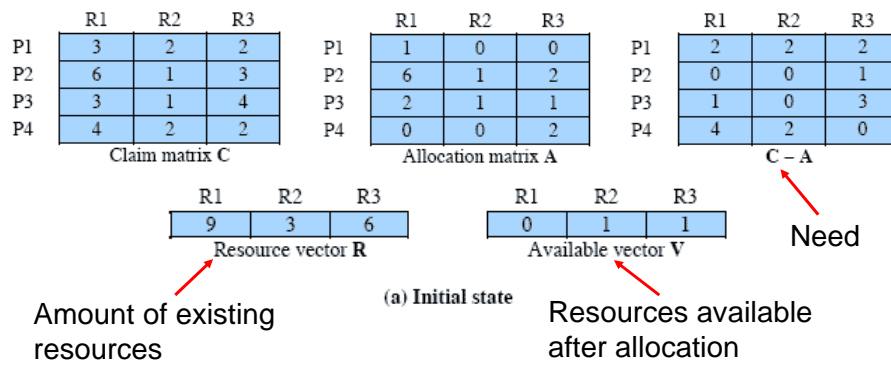 R1 R2 R3
P1 3 2 2
P2 6 1 3
P3 3 1 4
P4 4 2 2
Claim matrix C
R1 R2 R3
P1 1 0 0
P2 6 1 2
P3 2 1 1
P4 0 0 2
Allocation matrix A
R1 R2 R3
P1 2 2 2
P2 0 0 1
P3 1 0 3
P4 4 2 0
C – A
R1 R2 R3
9 3 6
Resource vector R
R1 R2 R3
0 1 1
Available vector V
Need
(a) Initial state
Amount of existing
resources
Resources available
after allocation